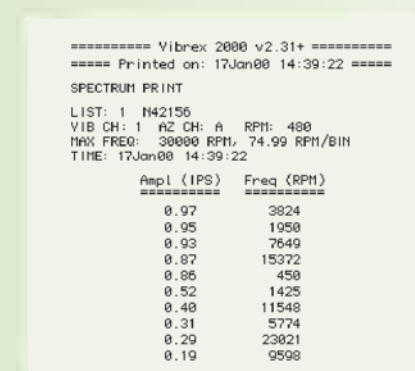 ========== Vibrex 2000 v2.31+ ==========
===== Printed on: 17Jan00 14:39:22 =====
SPECTRUM PRINT
LIST: 1 N42156
VIB CH: 1 AZ CH: A RPM: 480
MAX FREQ: 30000 RPM, 74.99 RPM/BIN
TIME: 17Jan00 14:39:22
Ampl (IPS) Freq (RPM)
========== ==========
0.97 3824
0.95 1950
0.93 7649
0.87 15372
0.86 450
0.52 1425
0.40 11548
0.31 5774
0.29 23021
0.19 9598